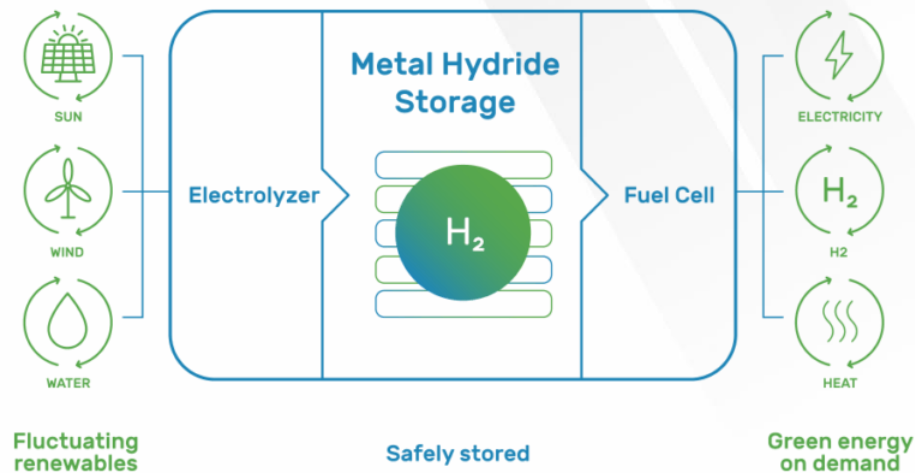 SUN
WIND
WATER
Fluctuating
renewables
Electrolyzer
Metal Hydride
Storage
H₂
Safely stored
Fuel Cell
ELECTRICITY
H₂
H2
HEAT
Green energy
on demand